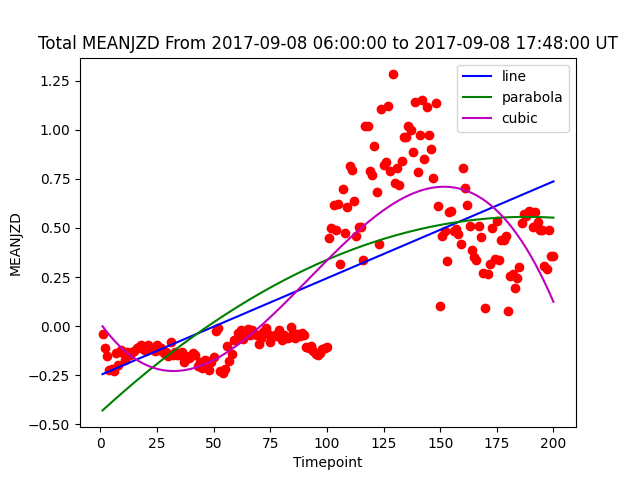 Total MEANJZD From 2017-09-08 06:00:00 to 2017-09-08 17:48:00 UT
line
parabola
cubic
1.25
1.00
0.75
0.50
0.25
0.00
−0.25
−0.50
MEANJZD
0 25 50 75 100 125 150 175 200
Timepoint